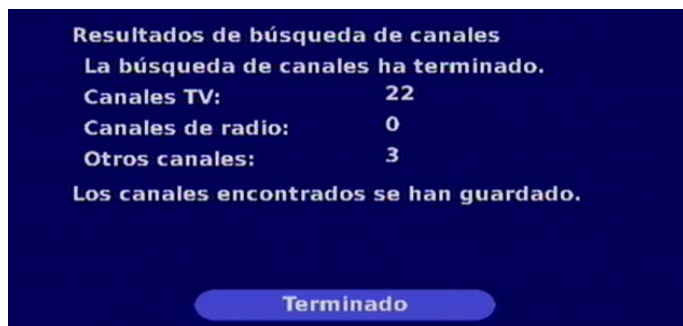 Resultados de búsqueda de canales
La búsqueda de canales ha terminado.
Canales TV: 22
Canales de radio: 0
Otros canales: 3
Los canales encontrados se han guardado.
Terminado